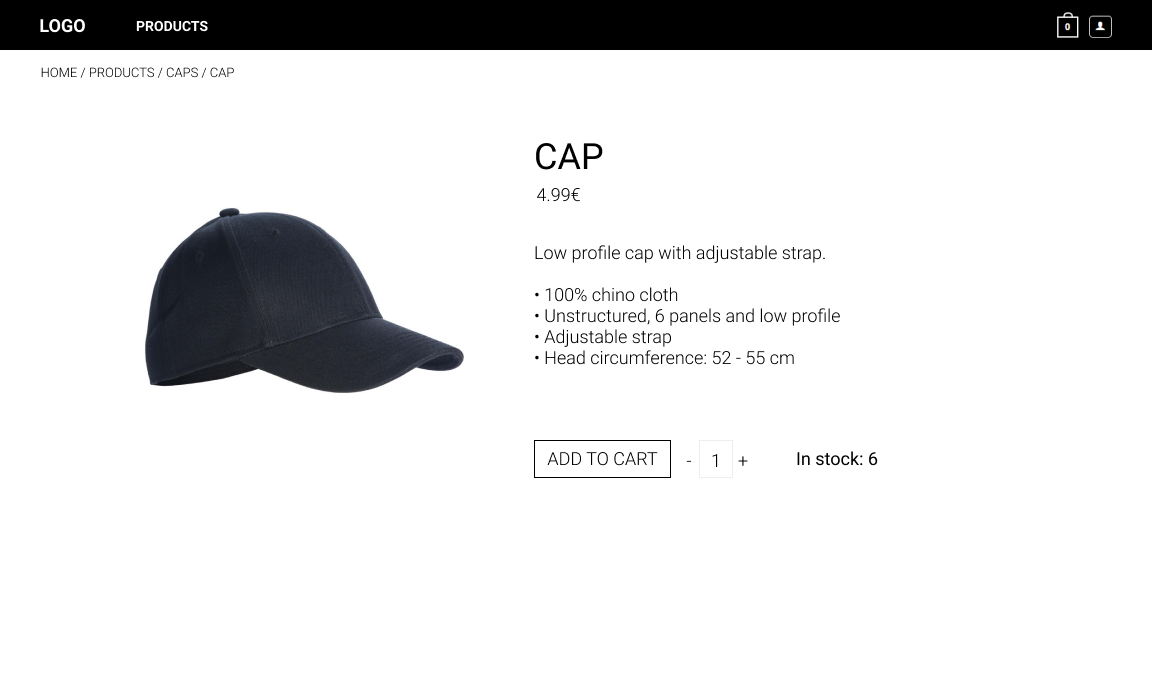 LOGO PRODUCTS 0
HOME / PRODUCTS / CAPS / CAP
CAP
4.99€
Low profile cap with adjustable strap.
• 100% chino cloth
• Unstructured, 6 panels and low profile
• Adjustable strap
• Head circumference: 52 - 55 cm
ADD TO CART - 1 + In stock: 6